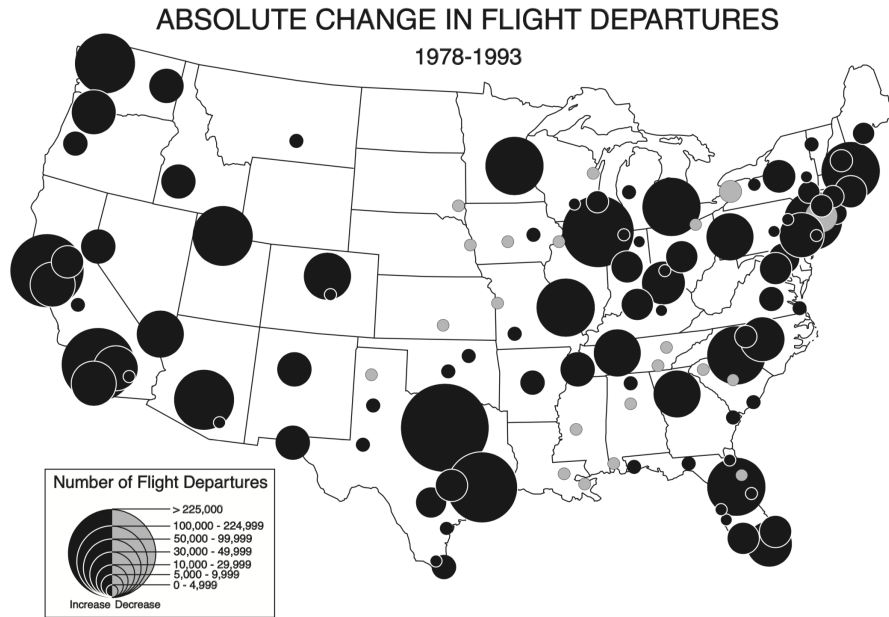 ABSOLUTE CHANGE IN FLIGHT DEPARTURES
1978-1993
Number of Flight Departures
> 225,000
100,000 - 224,999
50,000 - 99,999
30,000 - 49,999
10,000 - 29,999
5,000 - 9,999
0 - 4,999
Increase Decrease